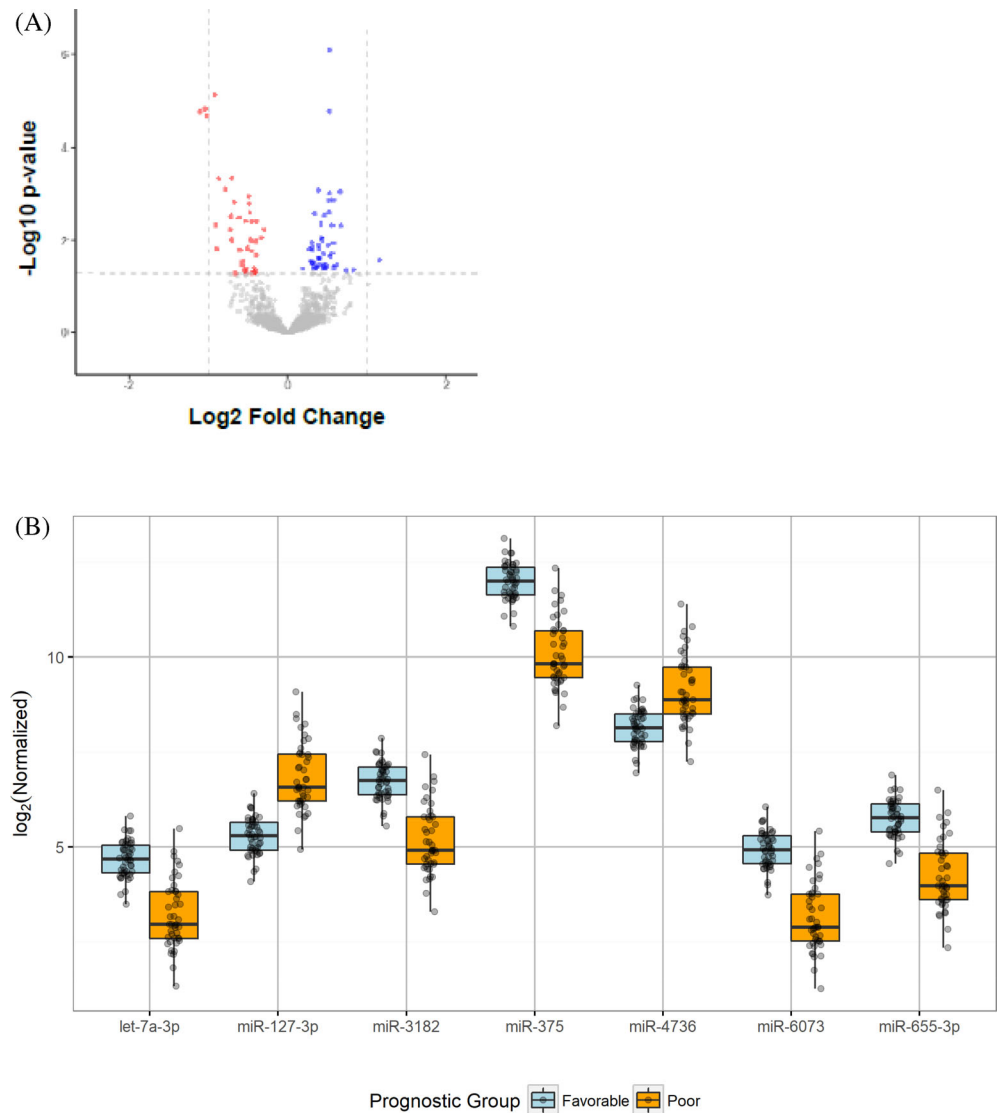 (A)
6
4
2
0
-Log10 p-value
-2 0 2
Log2 Fold Change
(B)
10
5
log2(Normalized)
let-7a-3p miR-127-3p miR-3182 miR-375 miR-4736 miR-6073 miR-655-3p
Prognostic Group Favorable Poor